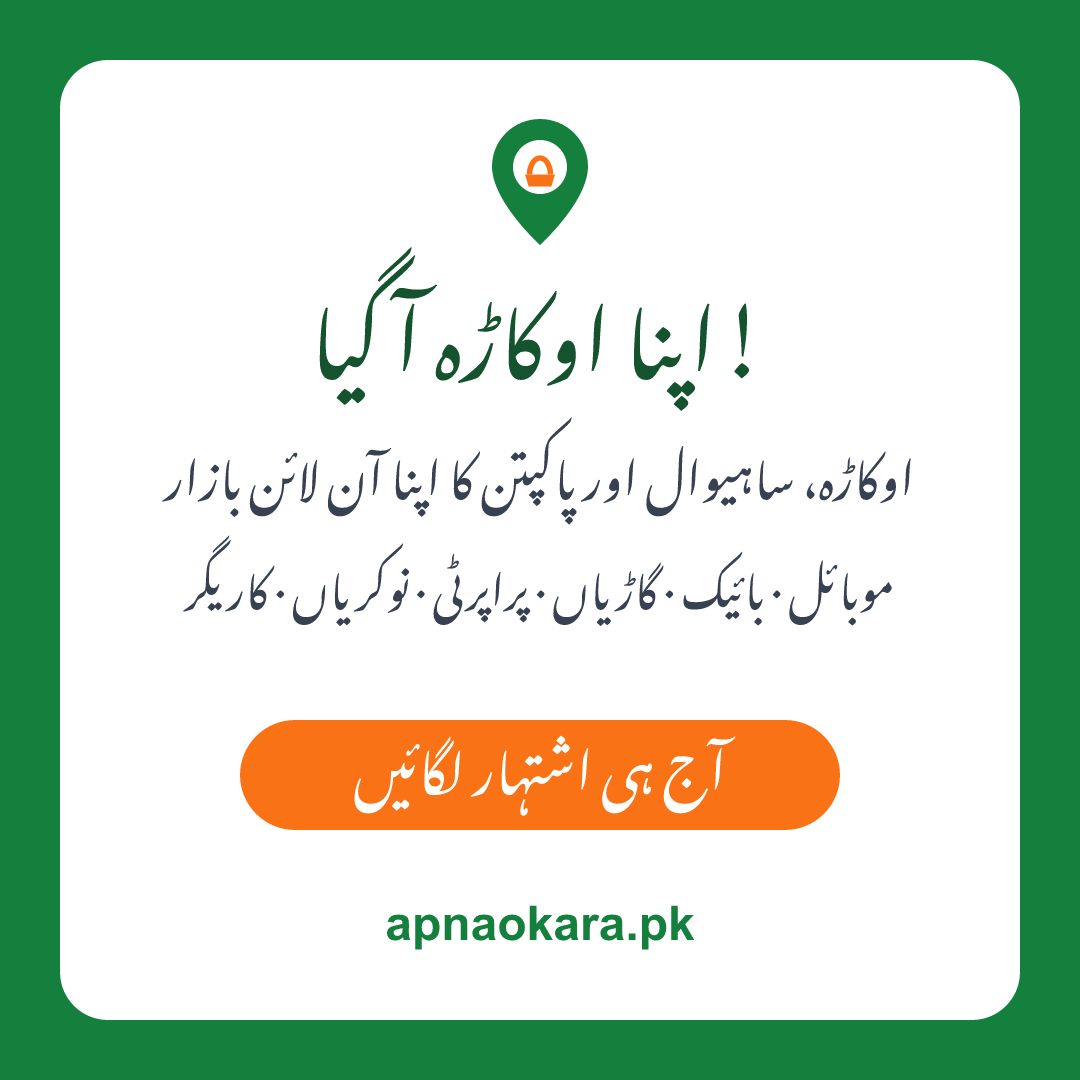 ! اپنا اوکاڑہ آگیا
اوکاڑہ، ساہیوال اور پاکپتن کا اپنا آن لائن بازار
موبائل · بائیک · گاڑیاں · پراپرٹی · نوکریاں · کاریگر
آج ہی اشتہار لگائیں
apnaokara.pk